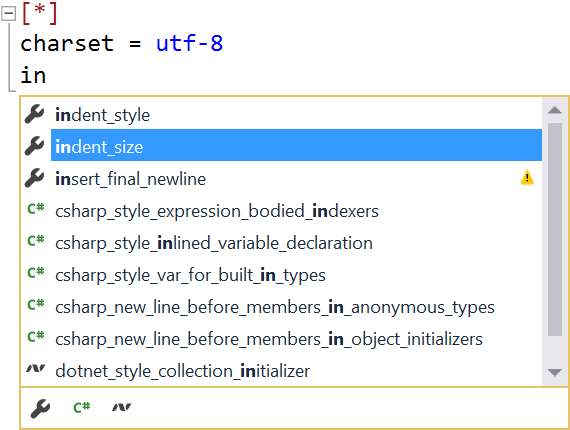 [*]
charset = utf-8
in
indent_style
indent_size
insert_final_newline
C# csharp_style_expression_bodied_indexers
C# csharp_style_inlined_variable_declaration
C# csharp_style_var_for_built_in_types
C# csharp_new_line_before_members_in_anonymous_types
C# csharp_new_line_before_members_in_object_initializers
dotnet_style_collection_initializer
C#